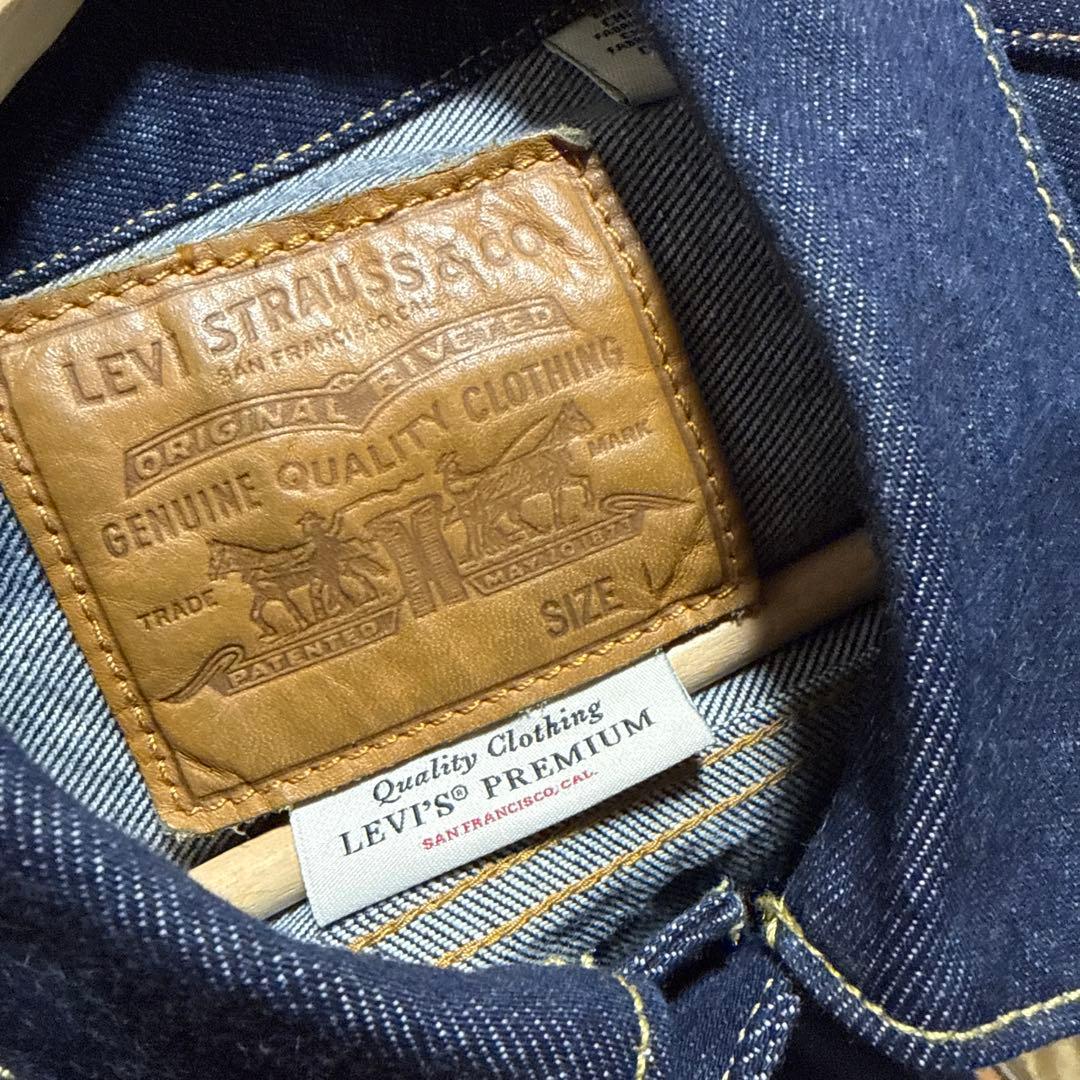 LEVI STRAUSS & CO
SAN FRANCISCO, CAL.
ORIGINAL RIVETED
GENUINE QUALITY CLOTHING
TRADE MARK
PATENTED MAY 20 1873
SIZE L
Quality Clothing
LEVI'S® PREMIUM
SAN FRANCISCO, CAL.